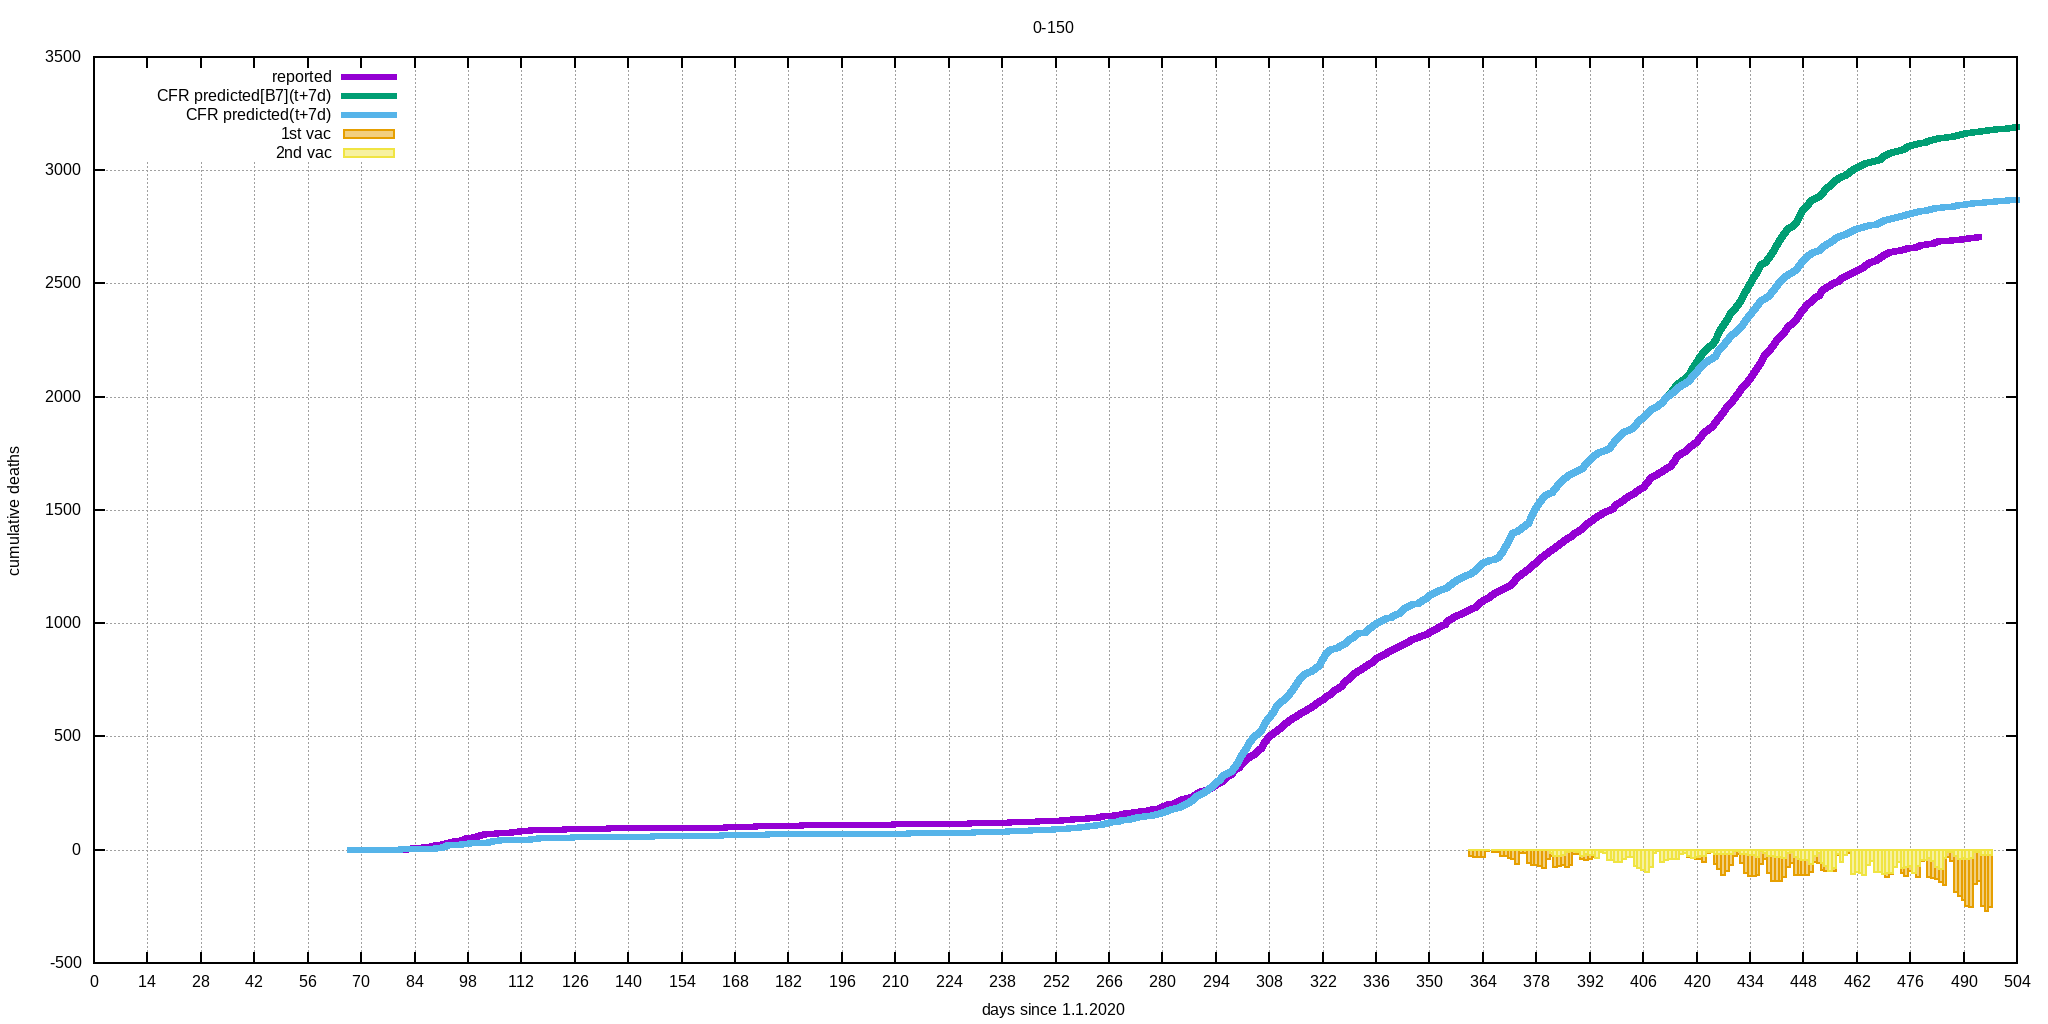 0-150
3500
3000
2500
2000
1500
1000
500
0
-500
cumulative deaths
reported
CFR predicted[B7](t+7d)
CFR predicted(t+7d)
1st vac
2nd vac
0 14 28 42 56 70 84 98 112 126 140 154 168 182 196 210 224 238 252 266 280 294 308 322 336 350 364 378 392 406 420 434 448 462 476 490 504
days since 1.1.2020